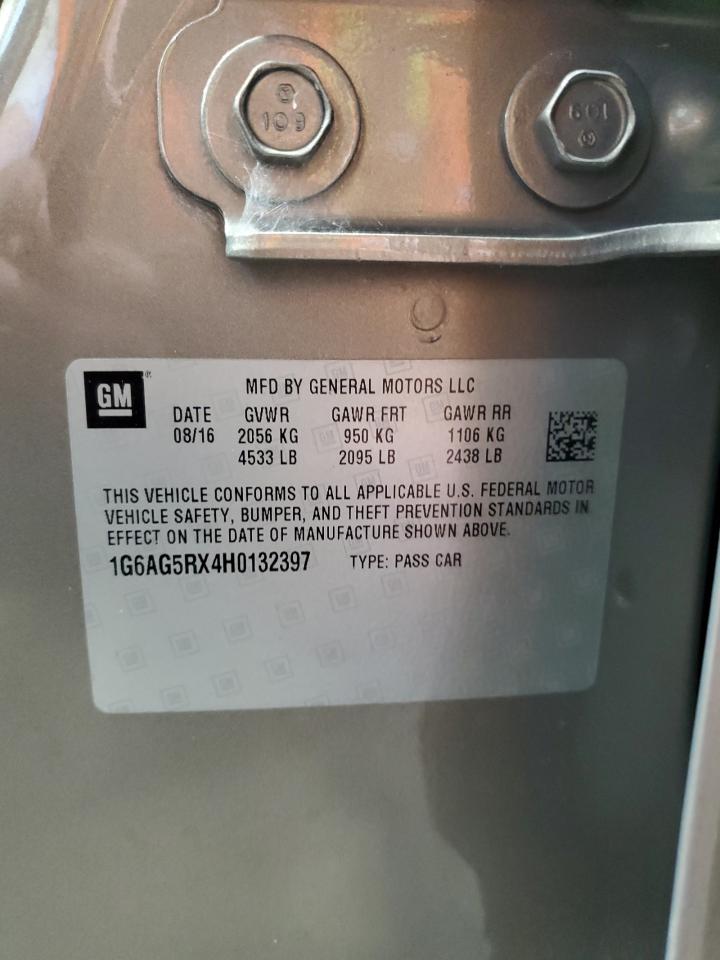 109
109
GM
MFD BY GENERAL MOTORS LLC
DATE GVWR GAWR FRT GAWR RR
08/16 2056 KG 950 KG 1106 KG
4533 LB 2095 LB 2438 LB
THIS VEHICLE CONFORMS TO ALL APPLICABLE U.S. FEDERAL MOTOR
VEHICLE SAFETY, BUMPER, AND THEFT PREVENTION STANDARDS IN
EFFECT ON THE DATE OF MANUFACTURE SHOWN ABOVE.
1G6AG5RX4H0132397 TYPE: PASS CAR